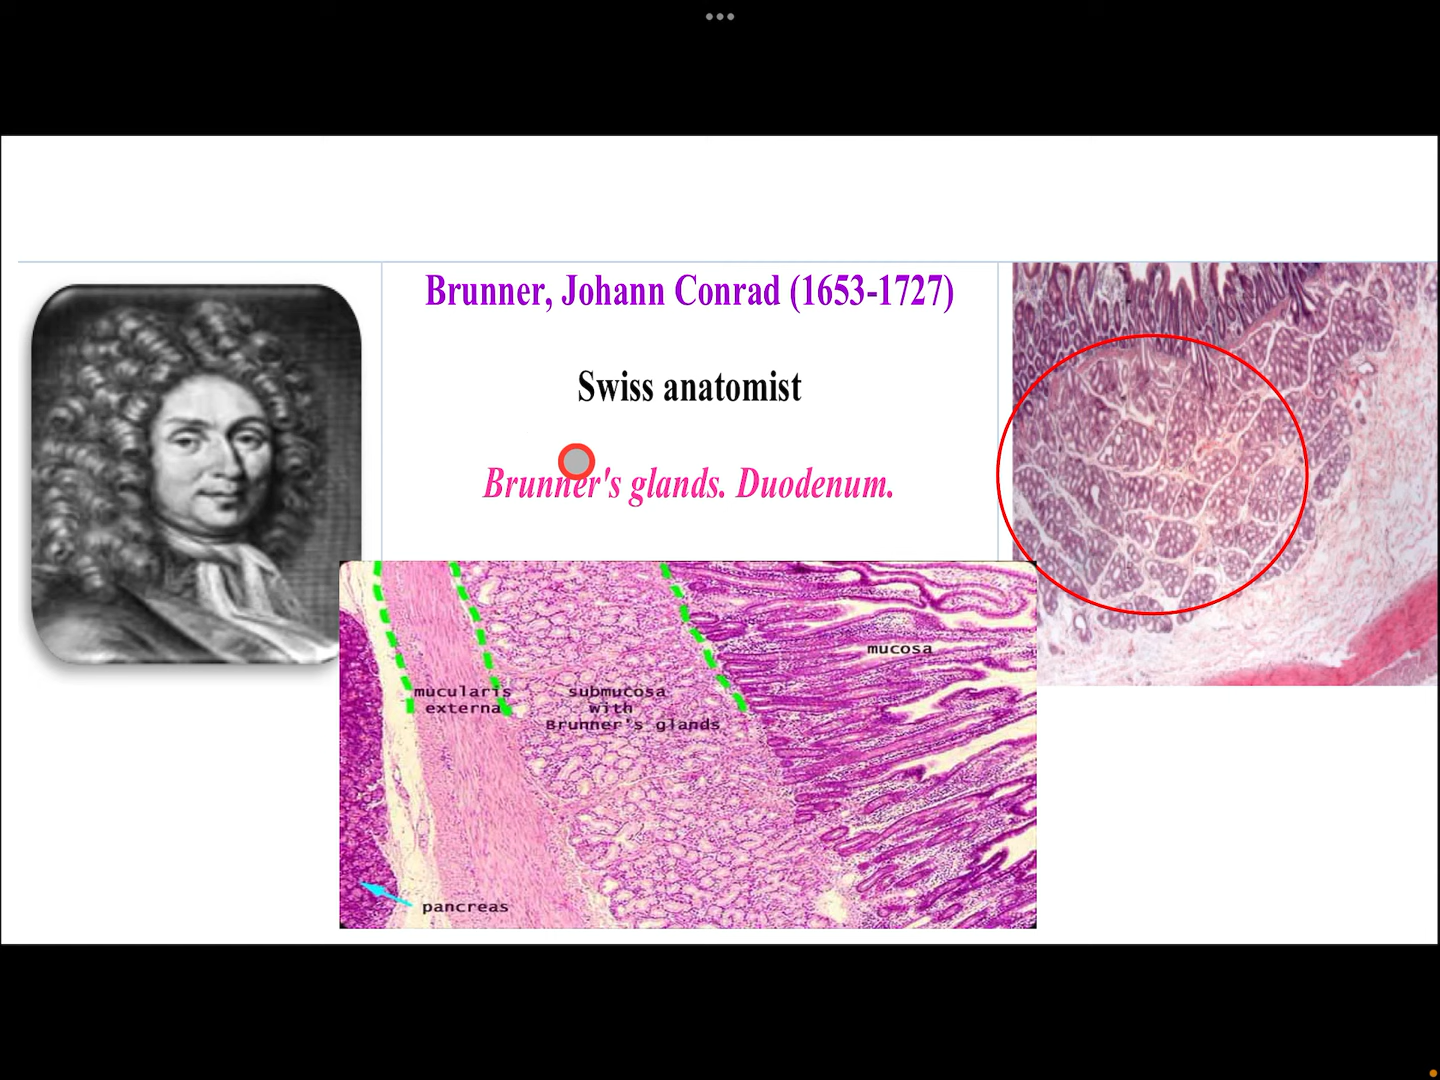 Brunner, Johann Conrad (1653-1727)
Swiss anatomist
Brunner's glands. Duodenum.
mucosa
mucularis
externa
submucosa
with
Brunner's glands
pancreas